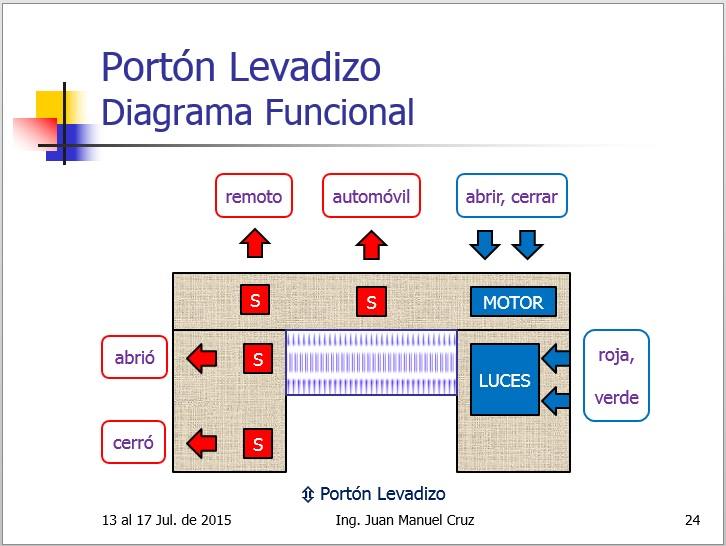 Portón Levadizo
Diagrama Funcional
remoto
automóvil
abrir, cerrar
S
S
MOTOR
abrió
S
LUCES
roja,
verde
cerró
S
Portón Levadizo
13 al 17 Jul. de 2015
Ing. Juan Manuel Cruz
24